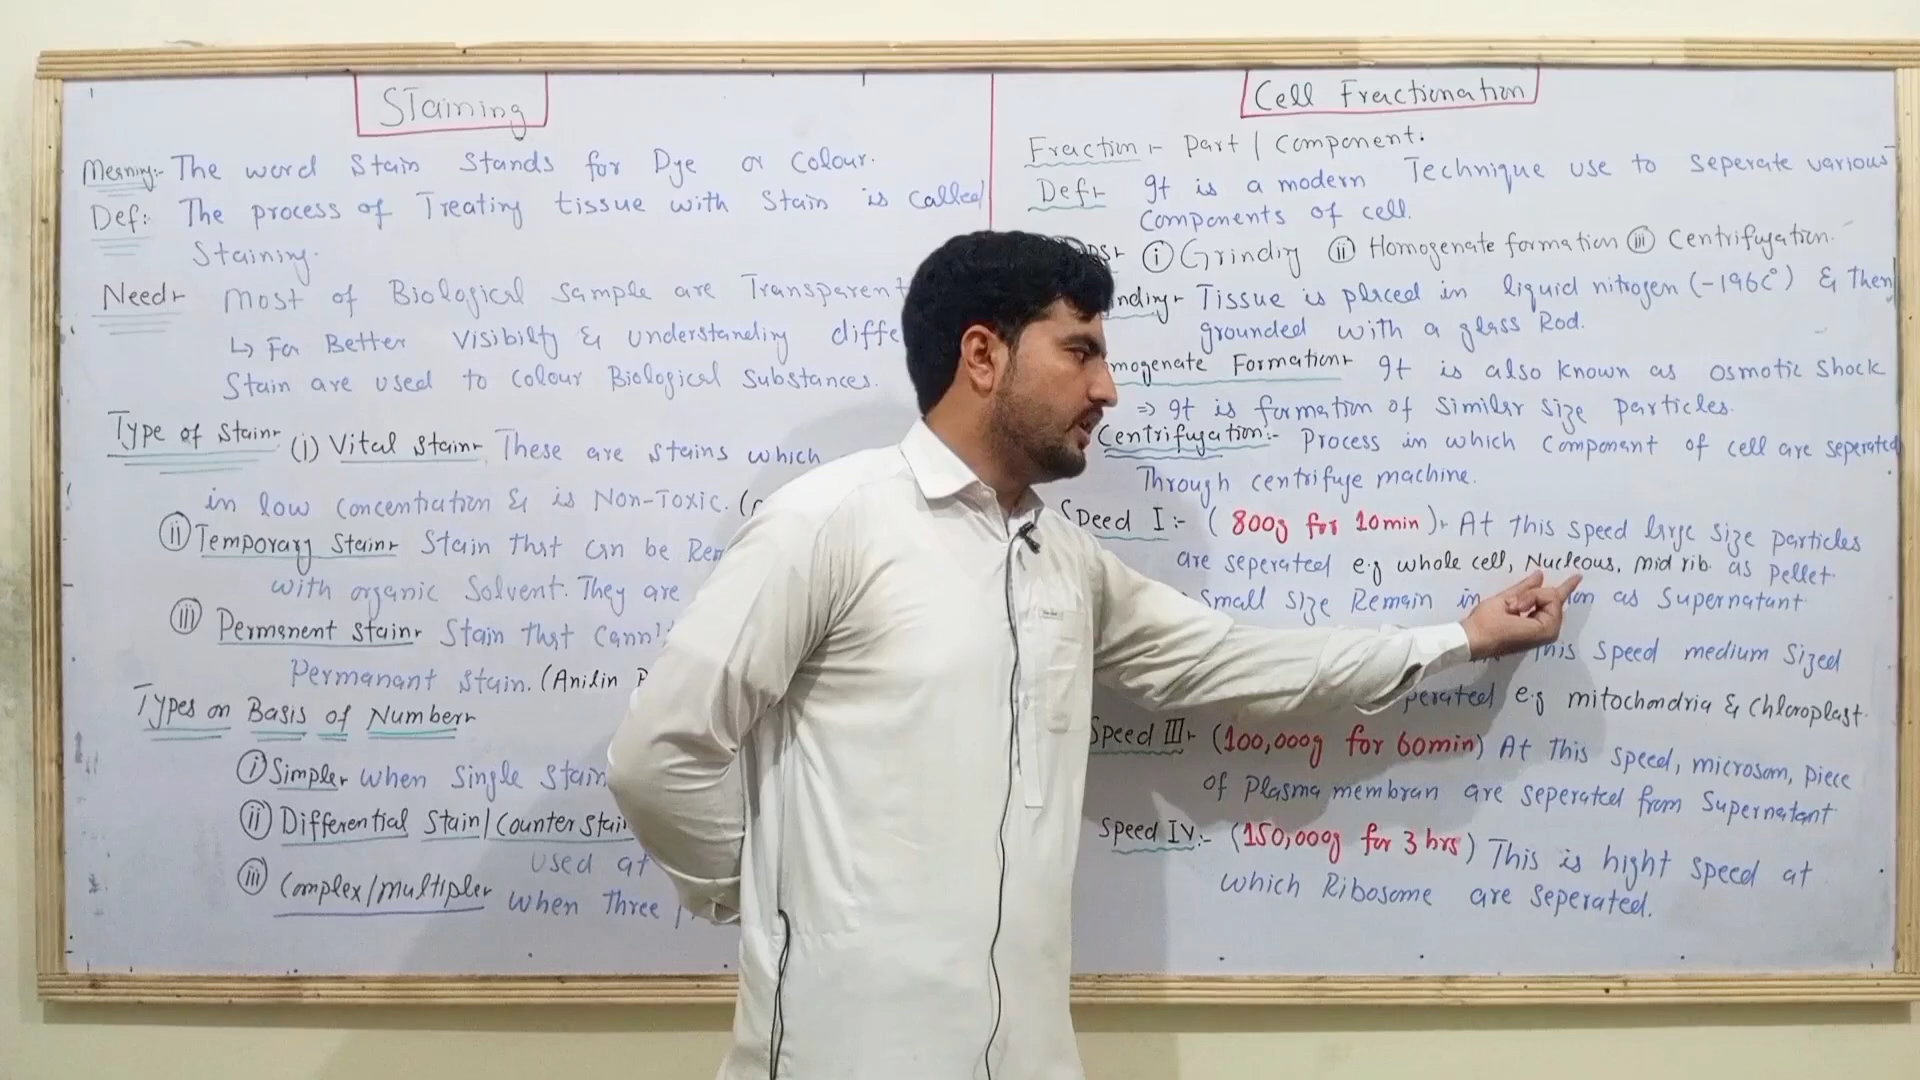 Staining
Meaning:- The word Stain Stands for Dye or Colour.
Def:- The process of Treating tissue with Stain is called
Staining.
Need:- Most of Biological sample are Transparent
↳ For Better Visibilty & understanding diffe
Stain are used to Colour Biological Substances.
Type of Stain:- (i) Vital Stain:- These are stains which
in low concentration & is Non-Toxic.
(ii) Temporary Stain:- Stain that can be Rem
with organic Solvent. They are
(iii) Permenent Stain:- Stain that Cann
Permanant Stain. (Anilin
Types on Basis of Number:-
(i) Simple:- When Single Stain
(ii) Differential Stain/Counter Stain
Used at
(iii) Complex/Multiple:- When Three
Cell Fractionation
Fraction:- Part / Component.
Def:- It is a modern Technique use to seperate various
Components of cell.
(i) Grinding (ii) Homogenate formation (iii) Centrifugation.
nding:- Tissue is placed in liquid nitrogen (-196c°) & Then
grounded with a glass Rod.
mogenate Formation:- It is also known as osmotic Shock
⇒ It is formation of Similar Size particles.
Centrifugation:- Process in which Component of cell are seperated
Through centrifuge machine.
Speed I:- (800g for 10min):- At this speed large size particles
are seperated e.g whole cell, Nucleous, mid rib as pellet.
Small Size Remain in as Supernatant
This Speed medium Sized
perated e.g mitochondria & Chloroplast.
Speed III:- (100,000g for 60min) At This speed, microsom, piece
of Plasma membran are seperated from Supernatant
Speed IV:- (150,000g for 3 hrs) This is hight speed at
which Ribosome are seperated.